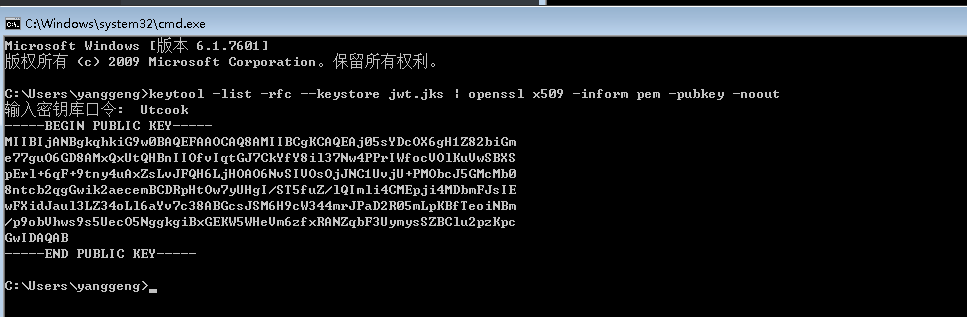 C:\Windows\system32\cmd.exe
Microsoft Windows [版本 6.1.7601]
版权所有 (c) 2009 Microsoft Corporation。保留所有权利。
C:\Users\yanggeng>keytool -list -rfc --keystore jwt.jks | openssl x509 -inform pem -pubkey -noout
输入密钥库口令:  Utcook
-----BEGIN PUBLIC KEY-----
MIIBIjANBgkqhkiG9w0BAQEFAAOCAQ8AMIIBCgKCAQEAj05sYDcOX6gH1Z82biGm
e77guO6GD8AMxQxUtQHBnIIOfvIqtGJ7CkYfY8il37Nw4PPrIWfocVOlKuVwSBXS
pErl+6qF+9tny4uAxZsLvJFQH6LjHOAO6NvSIVOsOjJNC1UvjU+PMObcJ5GMcMb0
8ntcb2qgGwik2aecemBCDRpHtOw7yUHgI/ST5fuZ/lQImli4CMEpji4MDbmFJsIE
wFXidJaul3LZ34oLl6aYv7c38ABGcsJSM6H9cW344mrJPaD2R05mLpKBfTeoiNBm
/p9obVhws9s5UecO5NggkgiBxGEKW5WHeVm6zfxRANZqbF3UymysSZBClu2pzKpc
GwIDAQAB
-----END PUBLIC KEY-----
C:\Users\yanggeng>